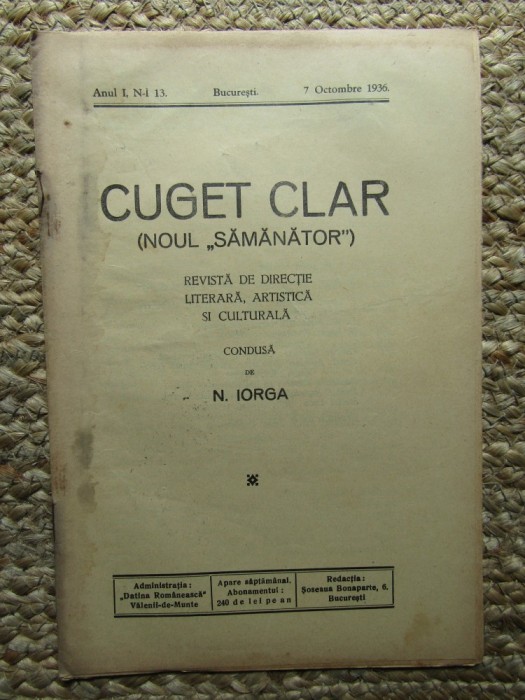 Anul I, N-l 13. București. 7 Octombre 1936.
CUGET CLAR
(NOUL „SĂMĂNĂTOR”)
REVISTĂ DE DIRECȚIE
LITERARĂ, ARTISTICĂ
SI CULTURALĂ
CONDUSĂ
DE
N. IORGA
Administrația :
„Datina Românească”
Vălenii-de-Munte
Apare săptămânal.
Abonamentul :
240 de lei pe an
Redacția :
Șoseaua Bonaparte, 6.
București